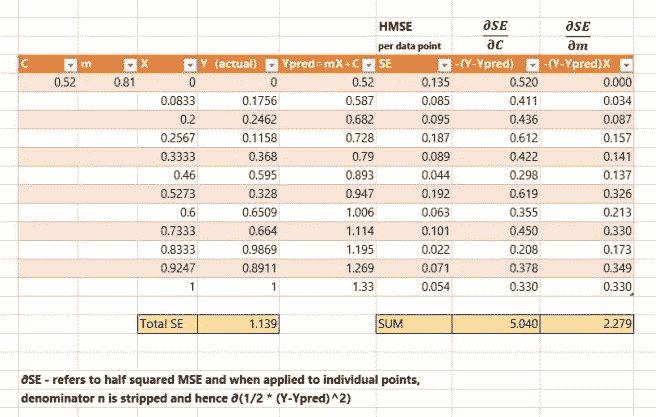 HMSE ∂SE ∂SE
per data point ∂C ∂m
C m X Y (actual) Ypred=mX+C SE -(Y-Ypred) -(Y-Ypred)X
0.52 0.81 0 0 0.52 0.135 0.520 0.000
0.0833 0.1756 0.587 0.085 0.411 0.034
0.2 0.2462 0.682 0.095 0.436 0.087
0.2567 0.1158 0.728 0.187 0.612 0.157
0.3333 0.368 0.79 0.089 0.422 0.141
0.46 0.595 0.893 0.044 0.298 0.137
0.5273 0.328 0.947 0.192 0.619 0.326
0.6 0.6509 1.006 0.063 0.355 0.213
0.7333 0.664 1.114 0.101 0.450 0.330
0.8333 0.9869 1.195 0.022 0.208 0.173
0.9247 0.8911 1.269 0.071 0.378 0.349
1 1 1.33 0.054 0.330 0.330
Total SE 1.139 SUM 5.040 2.279
∂SE - refers to half squared MSE and when applied to individual points,
denominator n is stripped and hence ∂(1/2 * (Y-Ypred)^2)